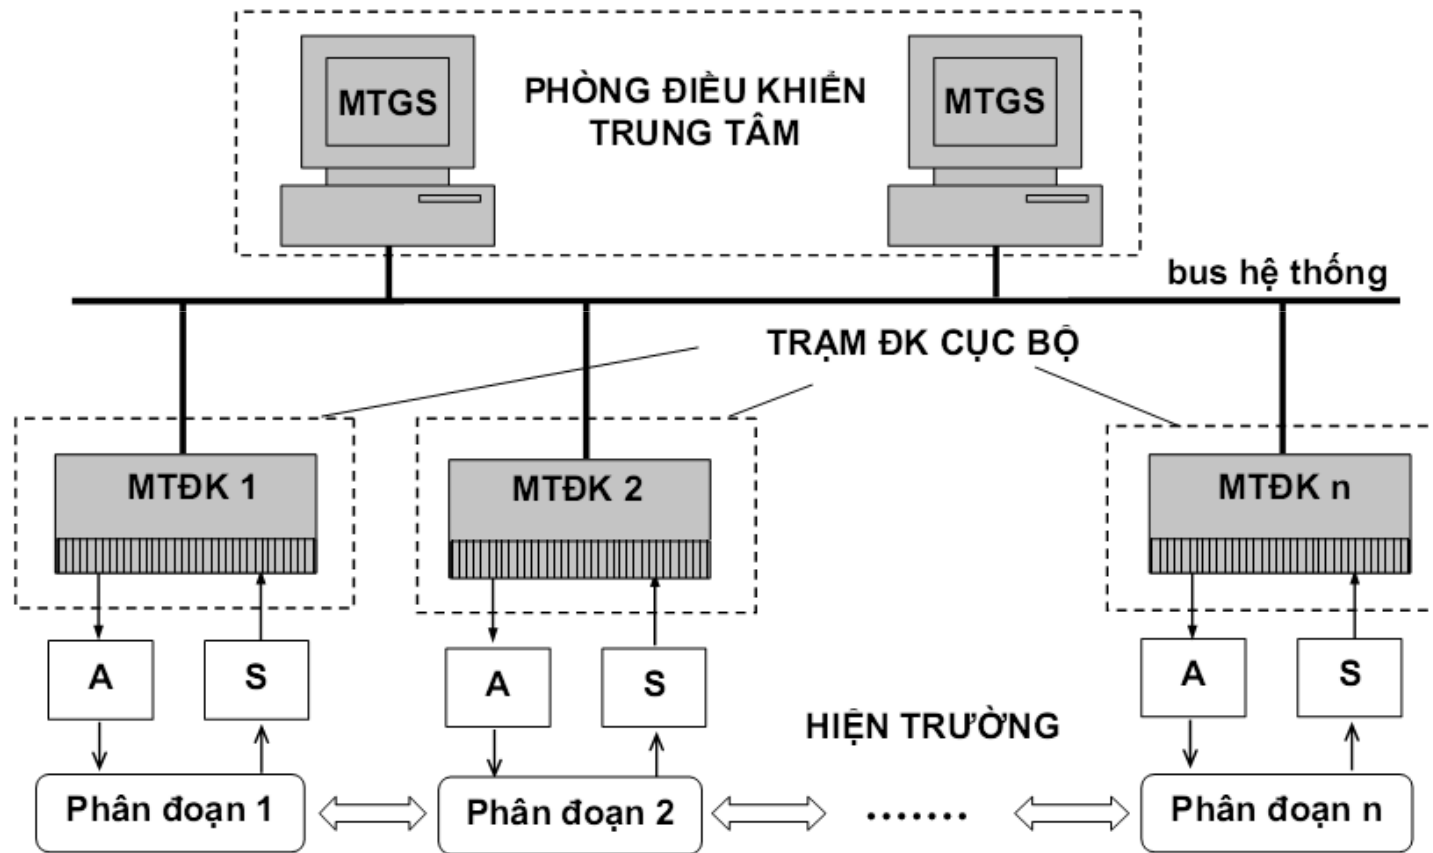 MTGS
PHÒNG ĐIỀU KHIỂN
TRUNG TÂM
MTGS
bus hệ thống
TRẠM ĐK CỤC BỘ
MTĐK 1
MTĐK 2
MTĐK n
A
S
A
S
A
S
HIỆN TRƯỜNG
Phân đoạn 1
Phân đoạn 2
.......
Phân đoạn n